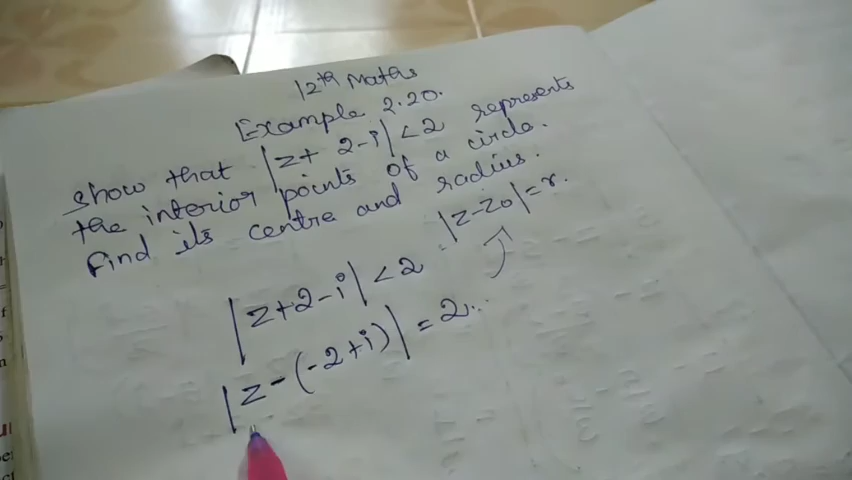 12th Maths
Example 2.20.
Show that |z+ 2-i|<2 represents
the interior points of a circle.
Find its centre and radius.
|z+2-i| <2 |z-z0|=r.
|z-(-2+i)| = 2..